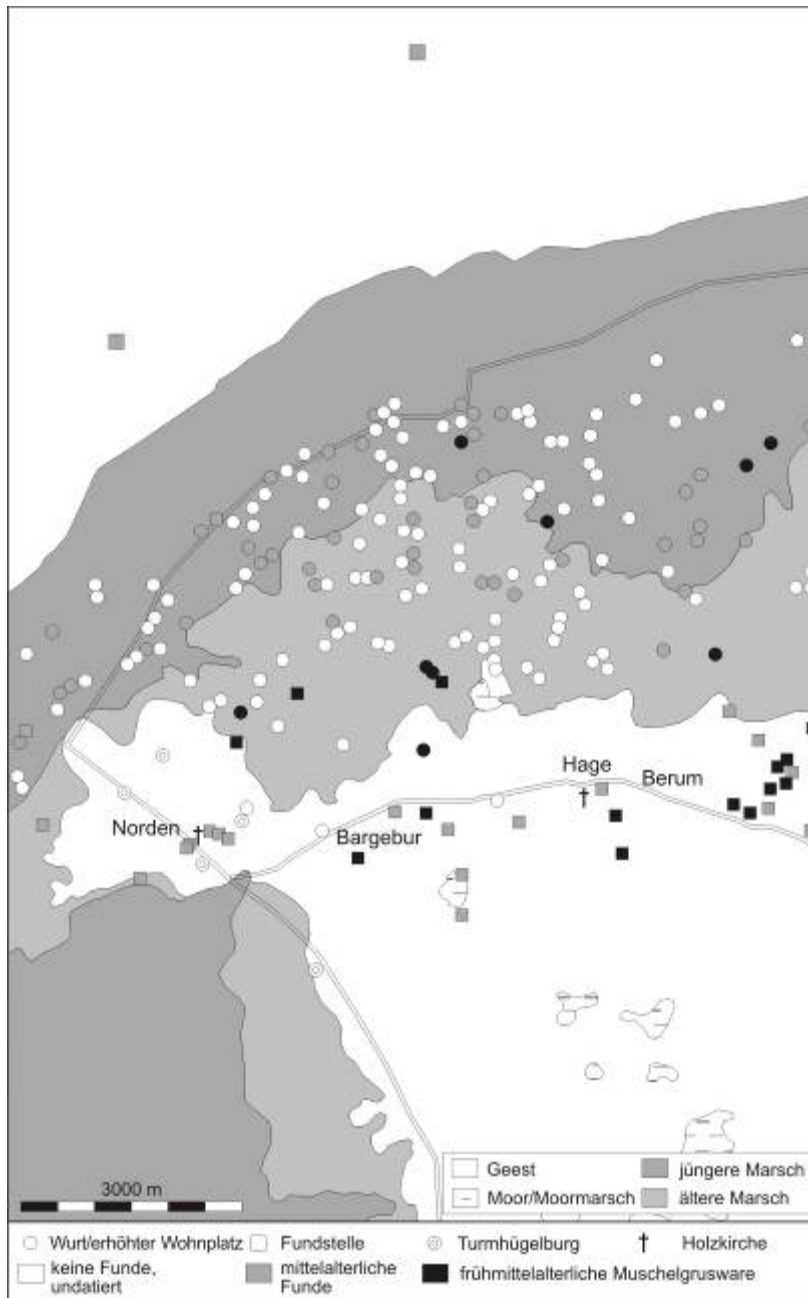 Hage
Berum
Norden
Bargebur
3000 m
Geest
jüngere Marsch
Moor/Moormarsch
ältere Marsch
Wurt/erhöhter Wohnplatz
Fundstelle
Turmhügelburg
Holzkirche
keine Funde,
undatiert
mittelalterliche
Funde
frühmittelalterliche Muschelgrusware